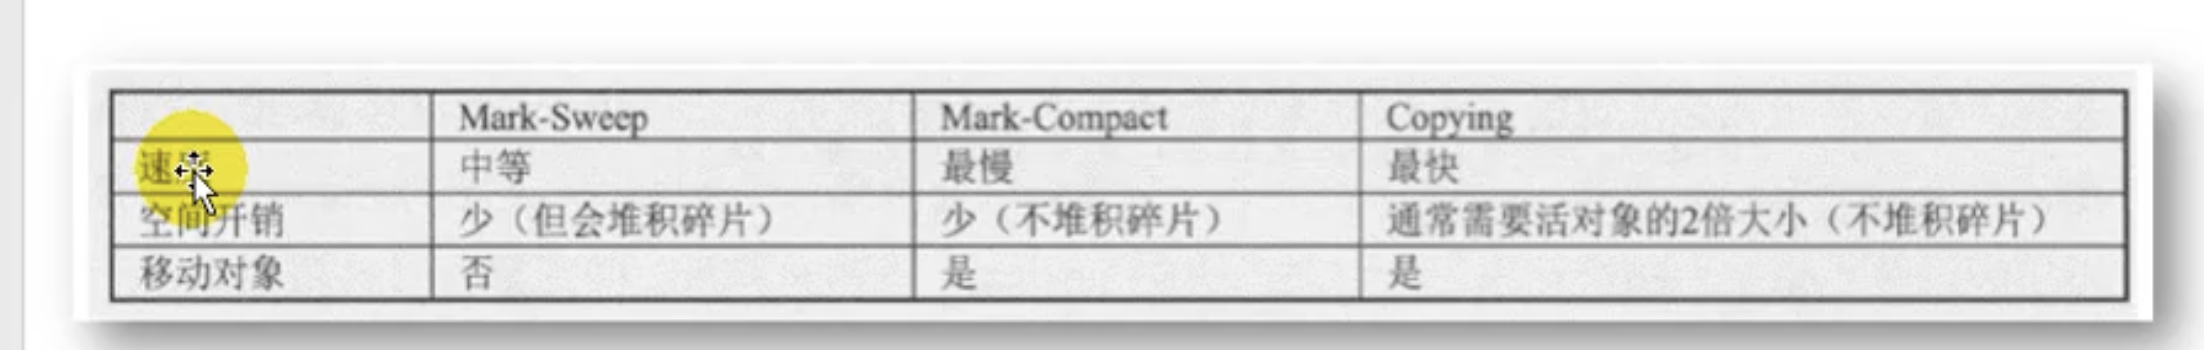 Mark-Sweep Mark-Compact Copying
速 中等 最慢 最快
空间开销 少（但会堆积碎片） 少（不堆积碎片） 通常需要活对象的2倍大小（不堆积碎片）
移动对象 否 是 是